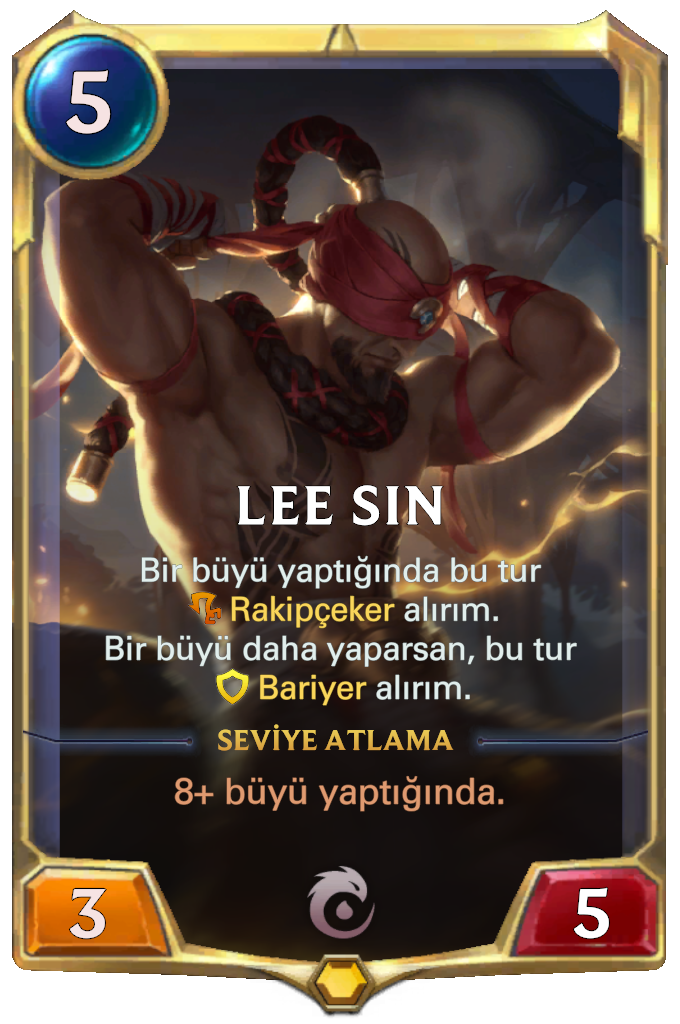 5
LEE SIN
Bir büyü yaptığında bu tur
Rakipçeker alırım.
Bir büyü daha yaparsan, bu tur
Bariyer alırım.
SEVİYE ATLAMA
8+ büyü yaptığında.
3
5